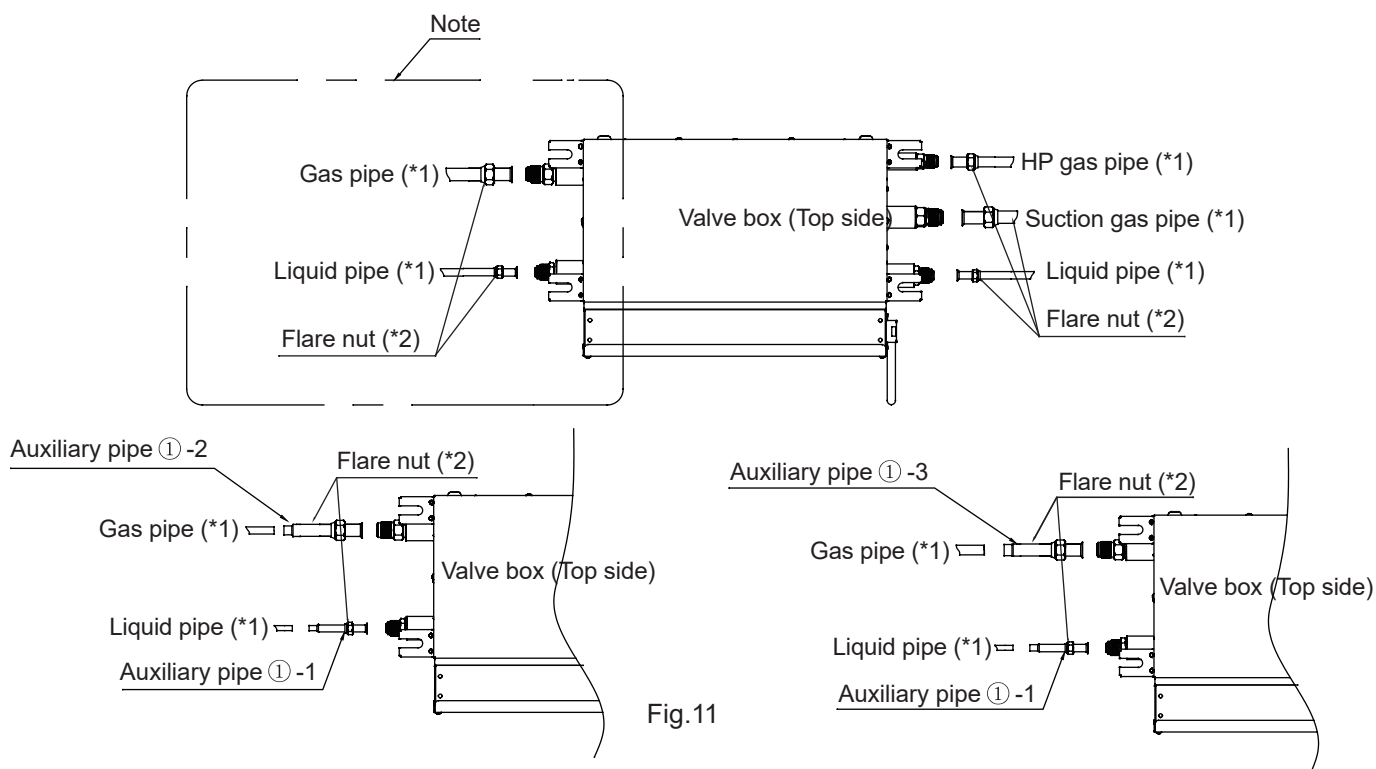 Note
Gas pipe (*1)
HP gas pipe (*1)
Valve box (Top side)
Suction gas pipe (*1)
Liquid pipe (*1)
Liquid pipe (*1)
Flare nut (*2)
Flare nut (*2)
Auxiliary pipe ① -2
Flare nut (*2)
Gas pipe (*1)
Valve box (Top side)
Liquid pipe (*1)
Auxiliary pipe ① -1
Auxiliary pipe ① -3
Flare nut (*2)
Gas pipe (*1)
Valve box (Top side)
Liquid pipe (*1)
Auxiliary pipe ① -1
Fig.11